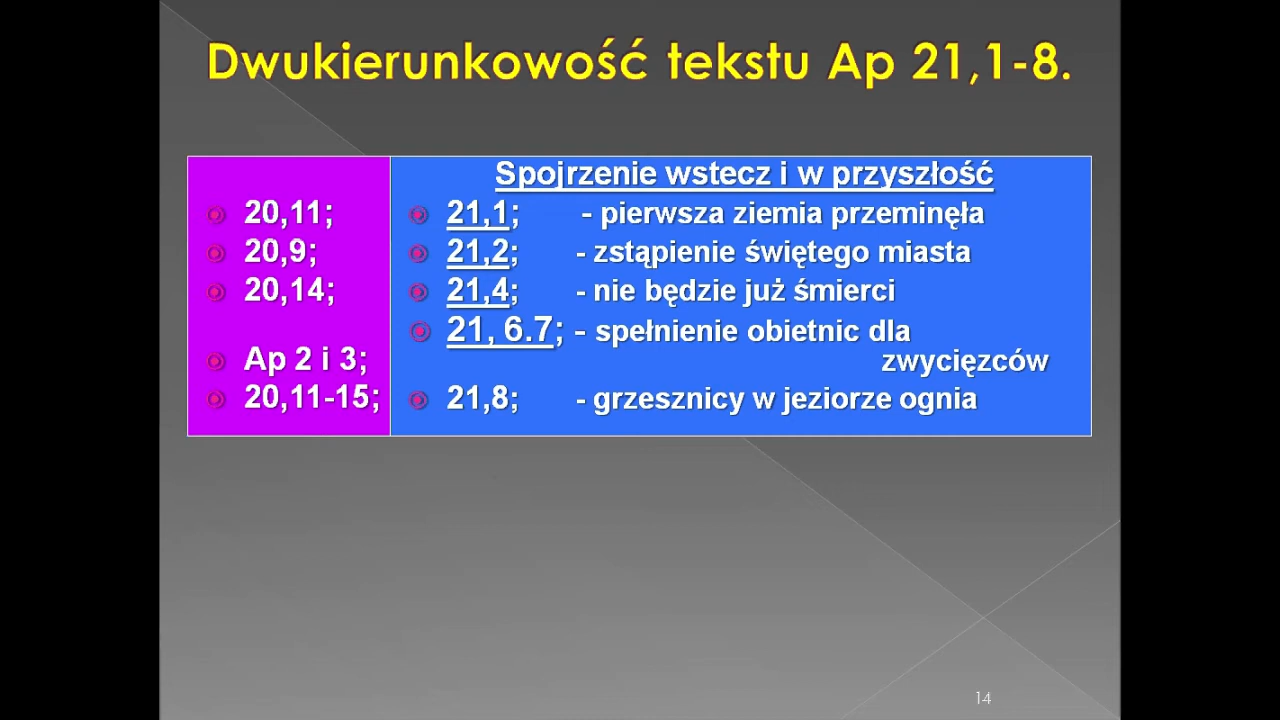 Dwukierunkowość tekstu Ap 21,1-8.
Spojrzenie wstecz i w przyszłość
20,11; 21,1; - pierwsza ziemia przeminęła
20,9; 21,2; - zstąpienie świętego miasta
20,14; 21,4; - nie będzie już śmierci
21, 6.7; - spełnienie obietnic dla
Ap 2 i 3; zwycięzców
20,11-15; 21,8; - grzesznicy w jeziorze ognia
14